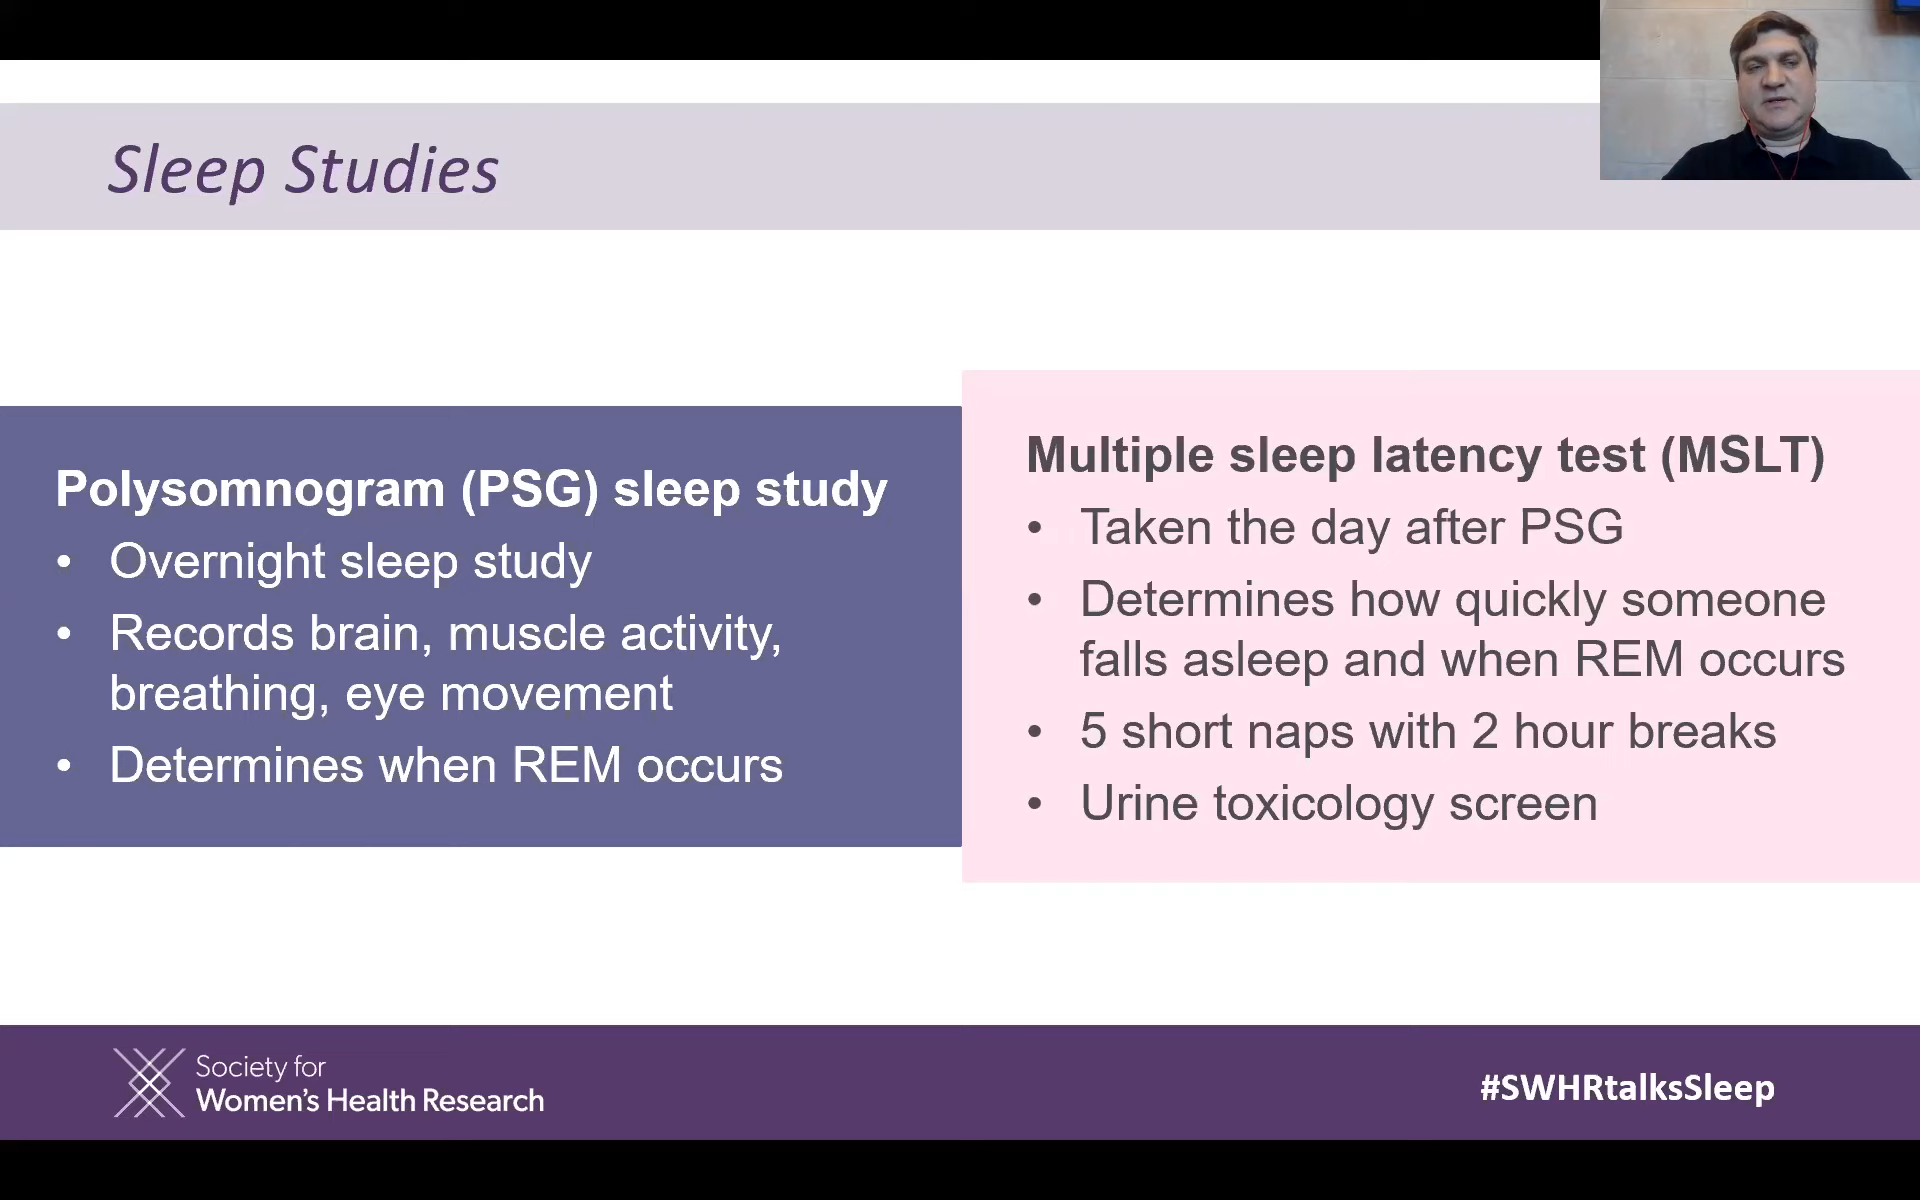 Sleep Studies
Polysomnogram (PSG) sleep study
• Overnight sleep study
• Records brain, muscle activity,
breathing, eye movement
• Determines when REM occurs
Multiple sleep latency test (MSLT)
• Taken the day after PSG
• Determines how quickly someone
falls asleep and when REM occurs
• 5 short naps with 2 hour breaks
• Urine toxicology screen
Society for
Women's Health Research
#SWHRtalksSleep